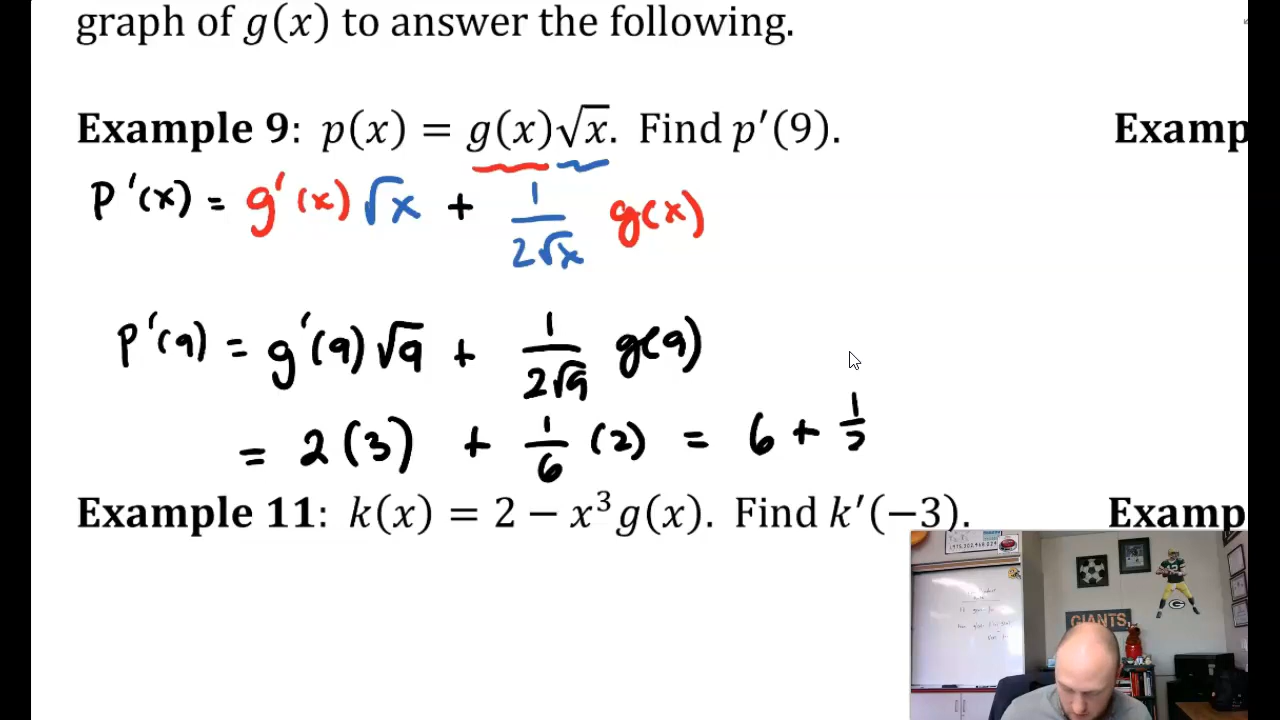 graph of g(x) to answer the following.
Example 9: p(x) = g(x)√x. Find p′(9).
Examp
p'(x) = g'(x) √x + 1/(2√x) g(x)
p'(9) = g'(9) √9 + 1/(2√9) g(9)
= 2(3) + 1/6 (2) = 6 + 1/
Example 11: k(x) = 2 − x³g(x). Find k′(−3).
Examp
GIANTS
G